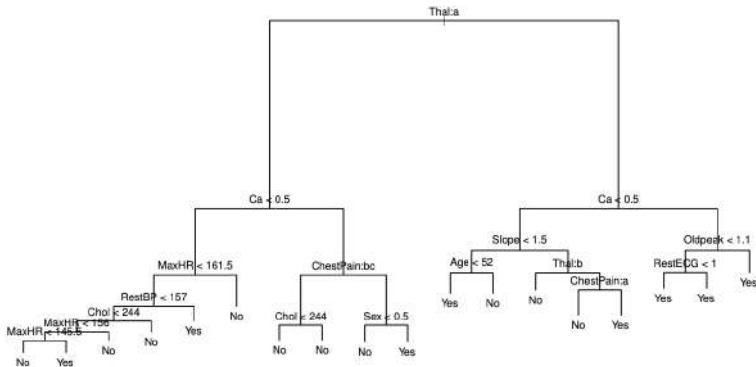 Thal:a
Ca < 0.5
Ca < 0.5
Slope < 1.5
Oldpeak < 1.1
MaxHR < 161.5
ChestPain:bc
Age < 52
Thal:b
RestECG < 1
ChestPain:a
Yes
RestBP < 157
No
Yes
No
No
Yes
Yes
Chol < 244
Chol < 244
Sex < 0.5
No
Yes
MaxHR < 156
MaxHR < 145.5
Yes
No
No
No
No
No
Yes
No
Yes